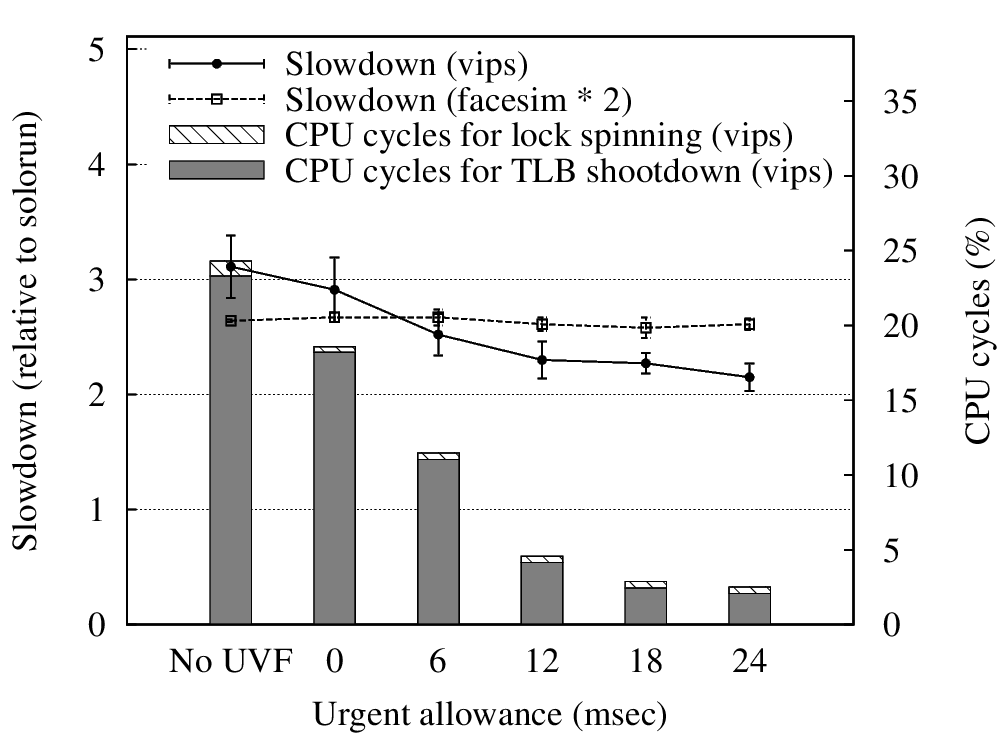 Slowdown (vips)
Slowdown (facesim * 2)
CPU cycles for lock spinning (vips)
CPU cycles for TLB shootdown (vips)
Slowdown (relative to solorun)
5
4
3
2
1
0
CPU cycles (%)
35
30
25
20
15
10
5
0
No UVF 0 6 12 18 24
Urgent allowance (msec)